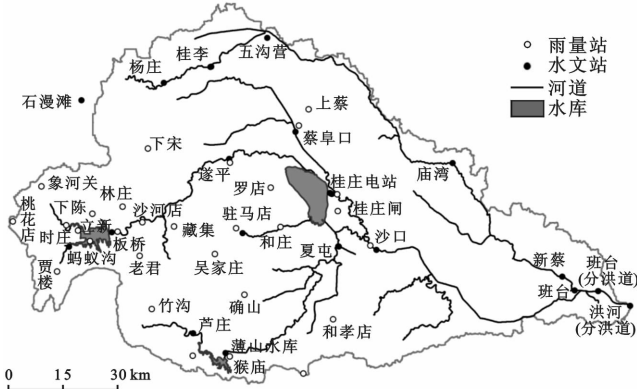 五沟营
桂李
杨庄
雨量站
水文站
河道
水库
石漫滩
上蔡
蔡阜口
下宋
遂平
庙湾
象河关
罗店
桂庄电站
桂庄闸
林庄
桃花店
下陈
立新
沙河店
驻马店
臧集
和庄
时庄
板桥
夏屯
沙口
蚂蚁沟
老君
吴家庄
贾楼
新蔡
班台
(分洪道)
班台
洪河
(分洪道)
确山
竹沟
和孝店
芦庄
薄山水库
猴庙
0 15 30 km